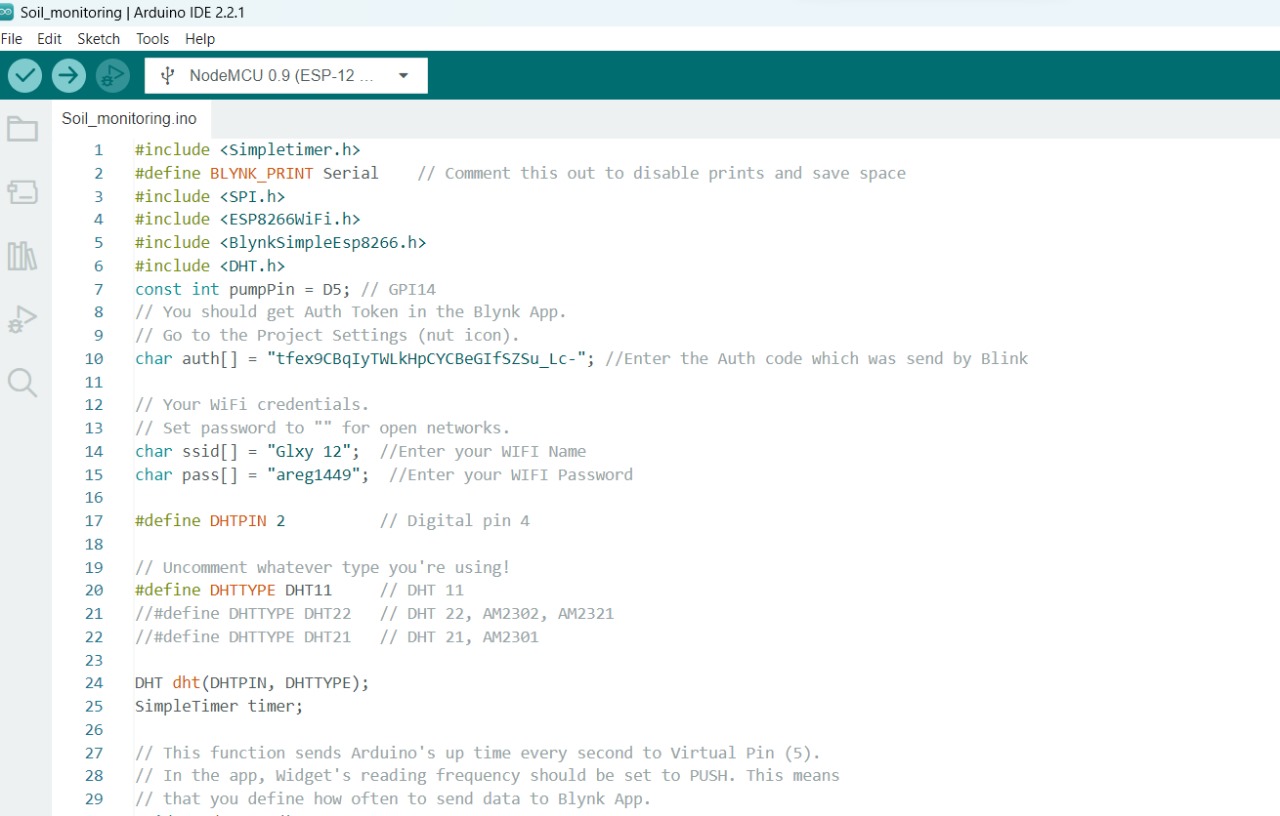 Soil_monitoring | Arduino IDE 2.2.1
File Edit Sketch Tools Help
NodeMCU 0.9 (ESP-12 ...
Soil_monitoring.ino
1 #include <Simpletimer.h>
2 #define BLYNK_PRINT Serial // Comment this out to disable prints and save space
3 #include <SPI.h>
4 #include <ESP8266WiFi.h>
5 #include <BlynkSimpleEsp8266.h>
6 #include <DHT.h>
7 const int pumpPin = D5; // GPI14
8 // You should get Auth Token in the Blynk App.
9 // Go to the Project Settings (nut icon).
10 char auth[] = "tfex9CBqIyTWLkHpCYCBeGIfSZSu_Lc-"; //Enter the Auth code which was send by Blink
11
12 // Your WiFi credentials.
13 // Set password to "" for open networks.
14 char ssid[] = "Glxy 12"; //Enter your WIFI Name
15 char pass[] = "areg1449"; //Enter your WIFI Password
16
17 #define DHTPIN 2 // Digital pin 4
18
19 // Uncomment whatever type you're using!
20 #define DHTTYPE DHT11 // DHT 11
21 //#define DHTTYPE DHT22 // DHT 22, AM2302, AM2321
22 //#define DHTTYPE DHT21 // DHT 21, AM2301
23
24 DHT dht(DHTPIN, DHTTYPE);
25 SimpleTimer timer;
26
27 // This function sends Arduino's up time every second to Virtual Pin (5).
28 // In the app, Widget's reading frequency should be set to PUSH. This means
29 // that you define how often to send data to Blynk App.